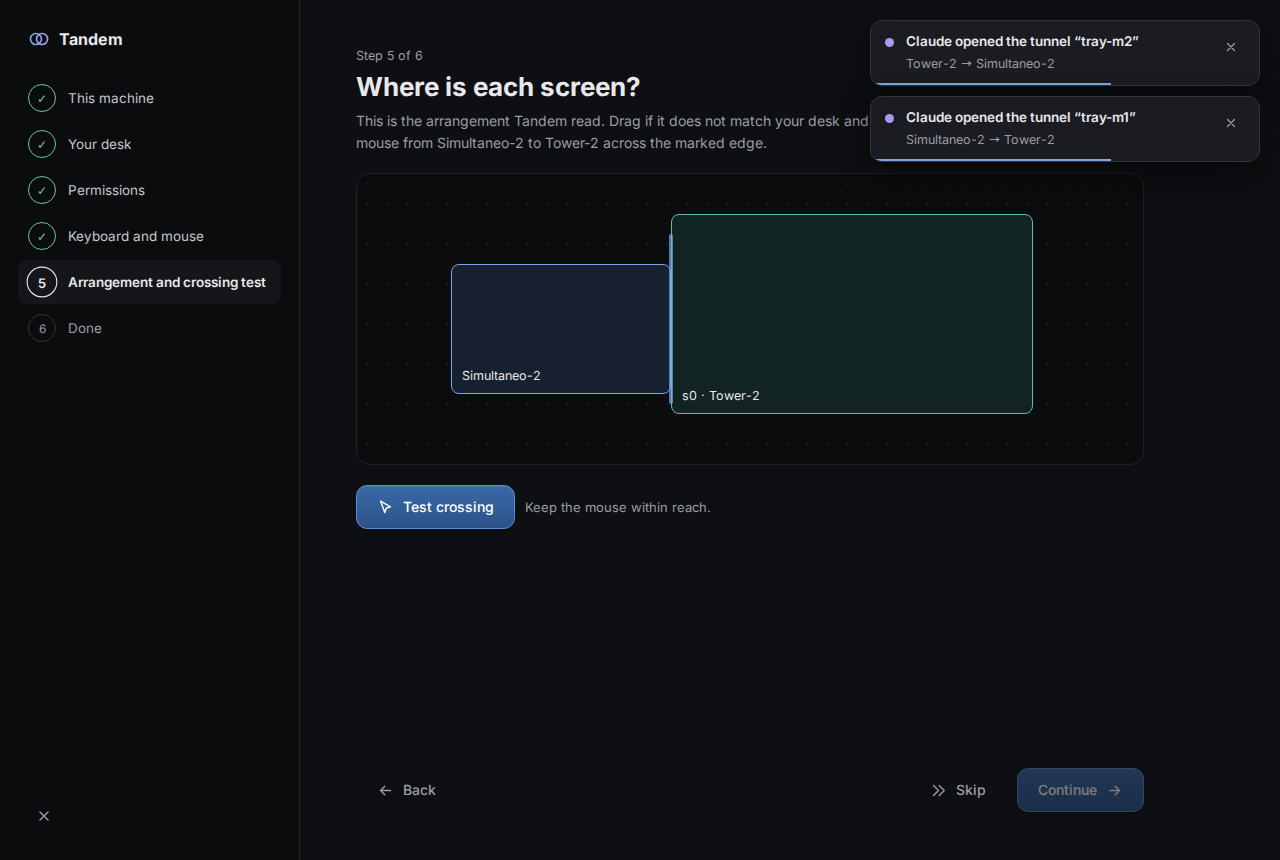 Tandem
This machine
Your desk
Permissions
Keyboard and mouse
5 Arrangement and crossing test
6 Done
Step 5 of 6
Where is each screen?
This is the arrangement Tandem read. Drag if it does not match your desk and
mouse from Simultaneo-2 to Tower-2 across the marked edge.
Claude opened the tunnel “tray-m2”
Tower-2 → Simultaneo-2
Claude opened the tunnel “tray-m1”
Simultaneo-2 → Tower-2
Simultaneo-2
s0 · Tower-2
Test crossing
Keep the mouse within reach.
Back
Skip
Continue